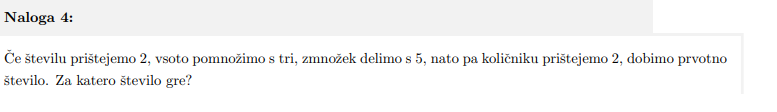 Naloga 4:
Če številu prištejemo 2, vsoto pomnožimo s tri, zmnožek delimo s 5, nato pa količniku prištejemo 2, dobimo prvotno
število. Za katero število gre?